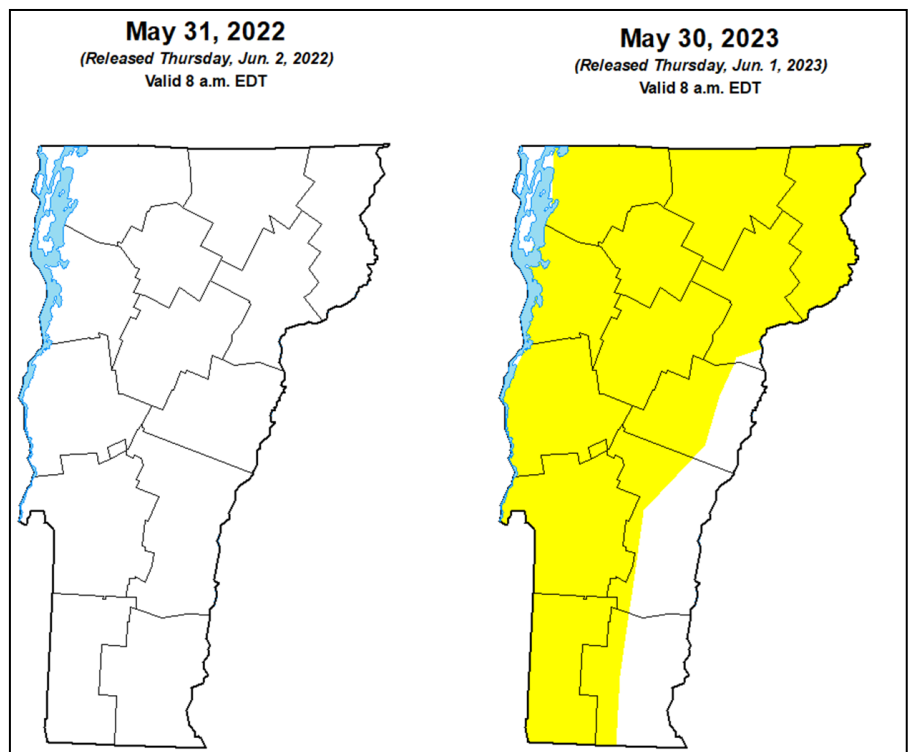 May 31, 2022
(Released Thursday, Jun. 2, 2022)
Valid 8 a.m. EDT
May 30, 2023
(Released Thursday, Jun. 1, 2023)
Valid 8 a.m. EDT